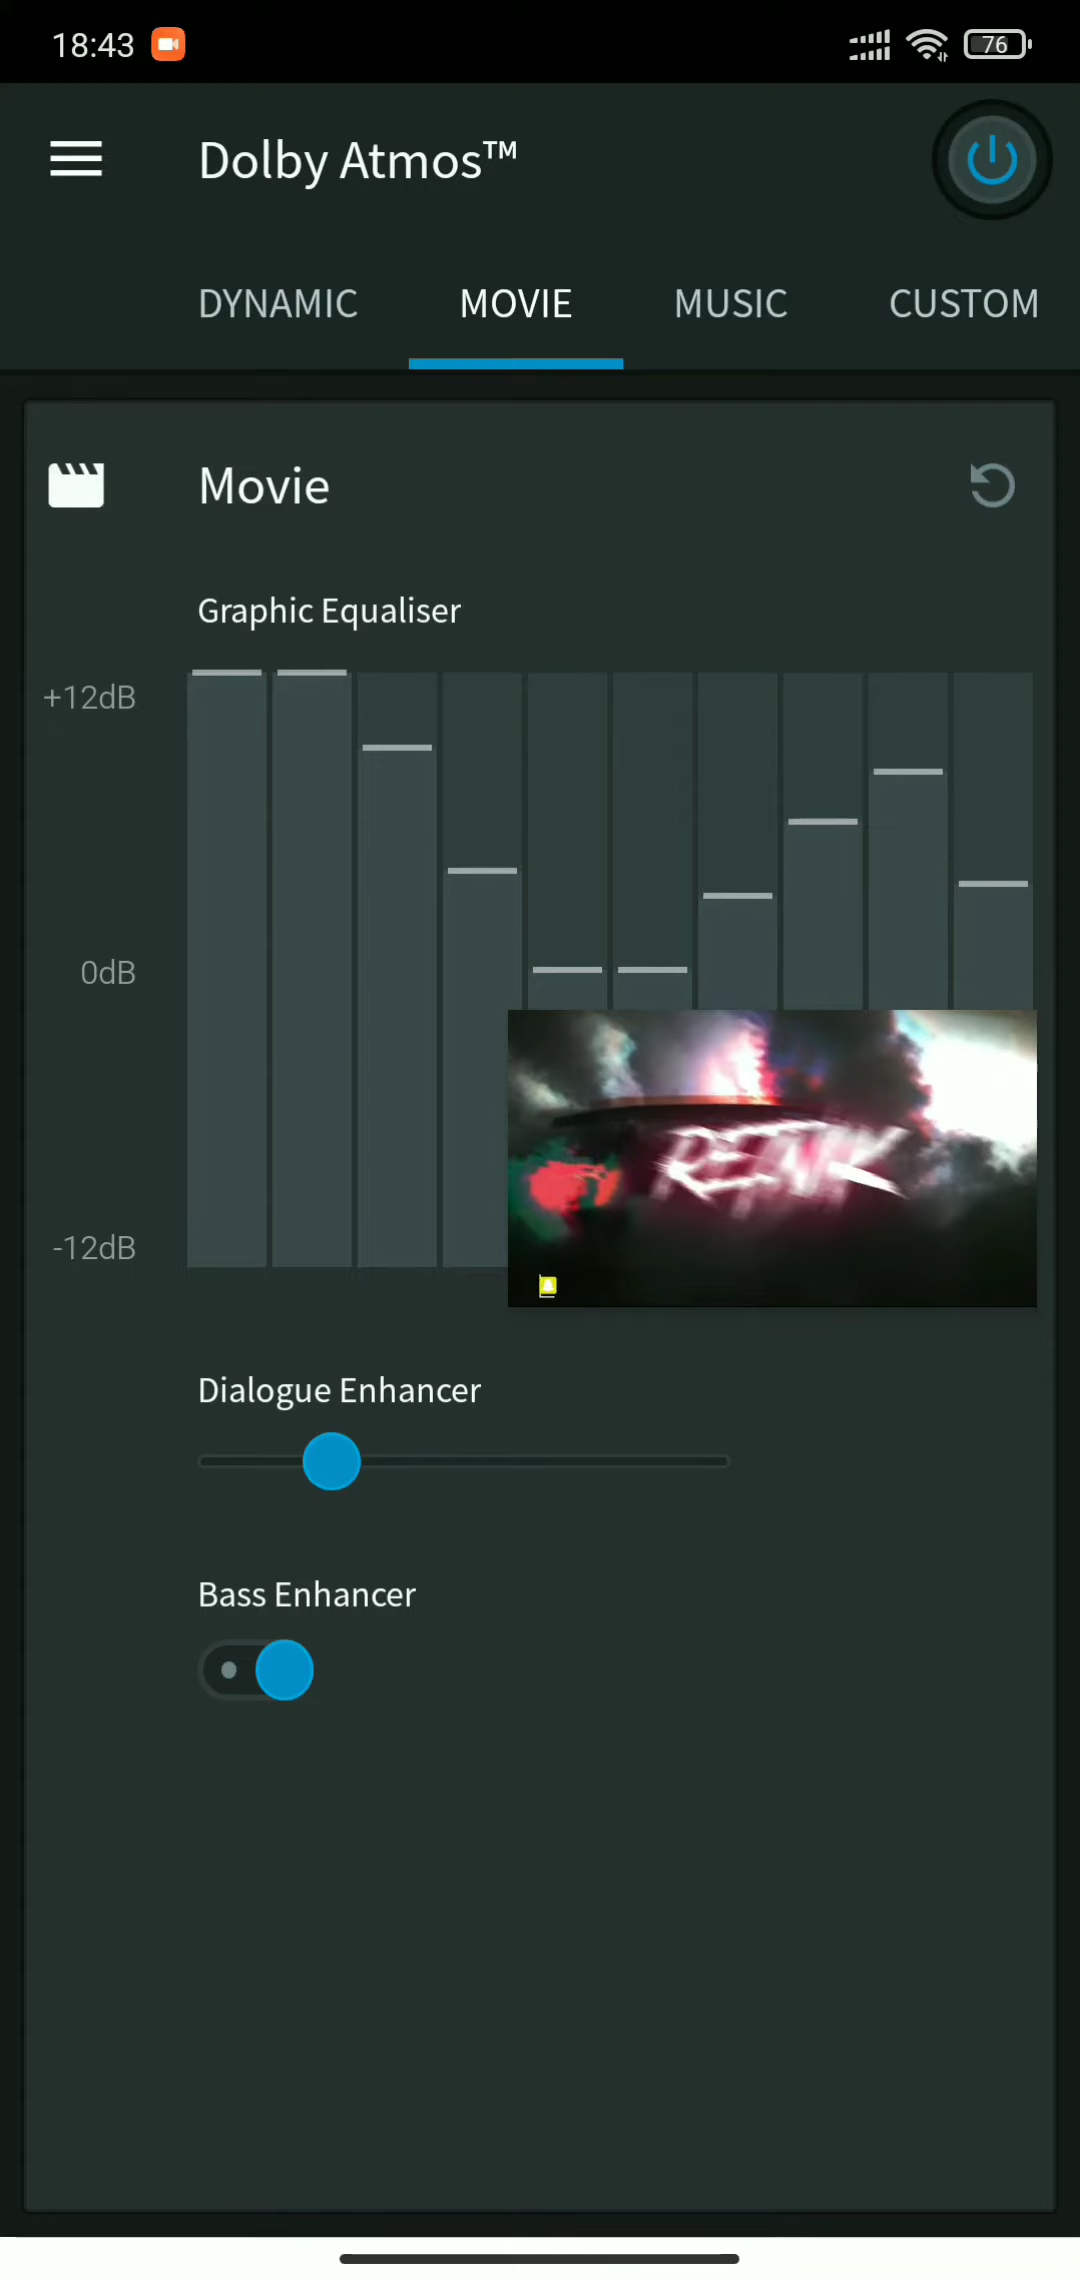 18:43
76
Dolby Atmos™
DYNAMIC MOVIE MUSIC CUSTOM
Movie
Graphic Equaliser
+12dB
0dB
-12dB
Dialogue Enhancer
Bass Enhancer